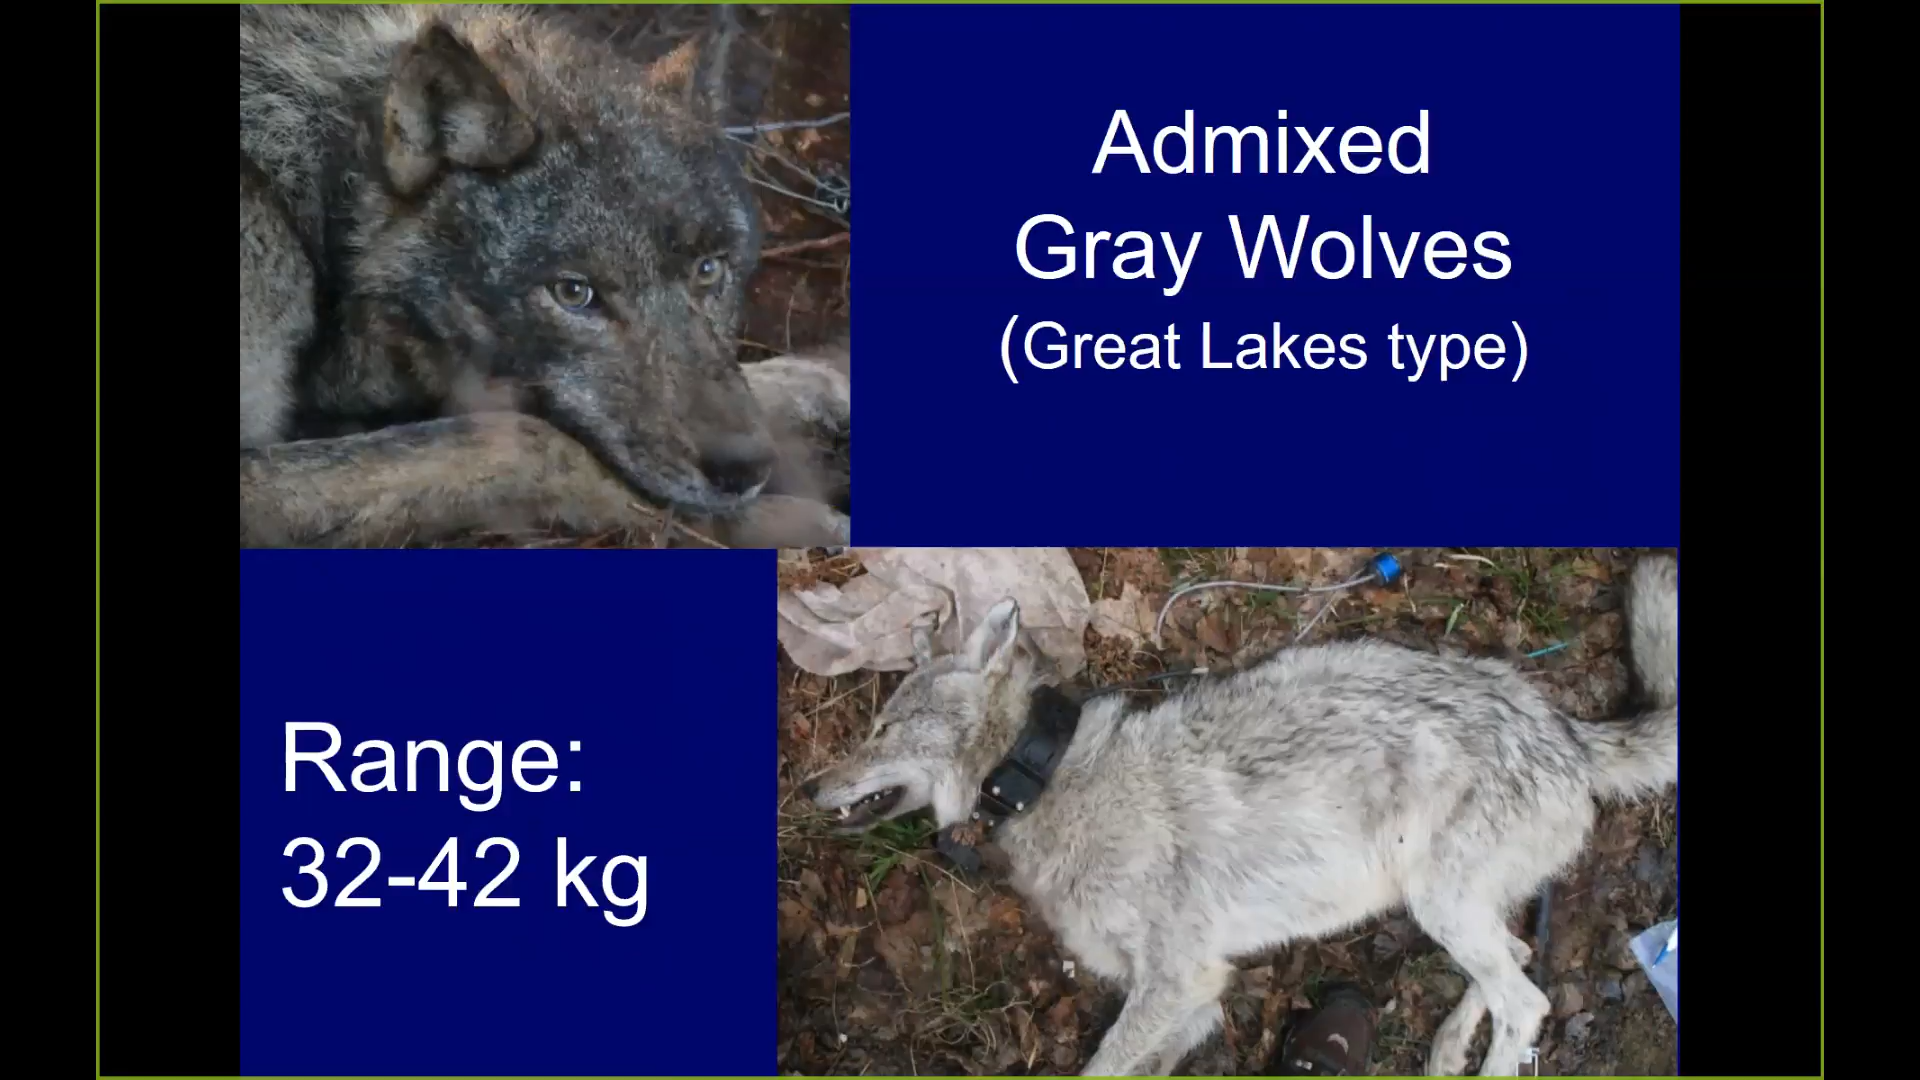 Admixed
Gray Wolves
(Great Lakes type)
Range:
32-42 kg